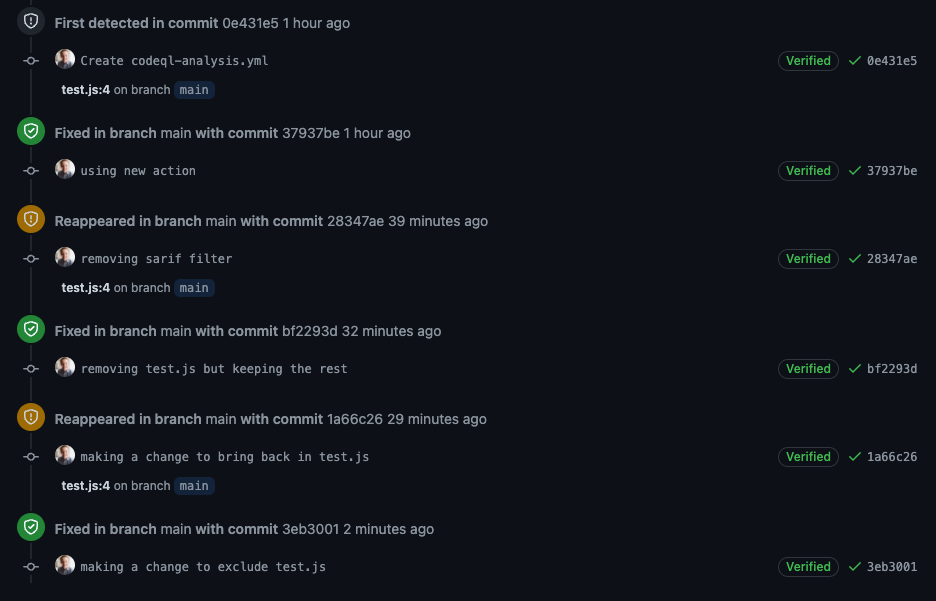 First detected in commit 0e431e5 1 hour ago
Create codeql-analysis.yml Verified 0e431e5
test.js:4 on branch main
Fixed in branch main with commit 37937be 1 hour ago
using new action Verified 37937be
Reappeared in branch main with commit 28347ae 39 minutes ago
removing sarif filter Verified 28347ae
test.js:4 on branch main
Fixed in branch main with commit bf2293d 32 minutes ago
removing test.js but keeping the rest Verified bf2293d
Reappeared in branch main with commit 1a66c26 29 minutes ago
making a change to bring back in test.js Verified 1a66c26
test.js:4 on branch main
Fixed in branch main with commit 3eb3001 2 minutes ago
making a change to exclude test.js Verified 3eb3001